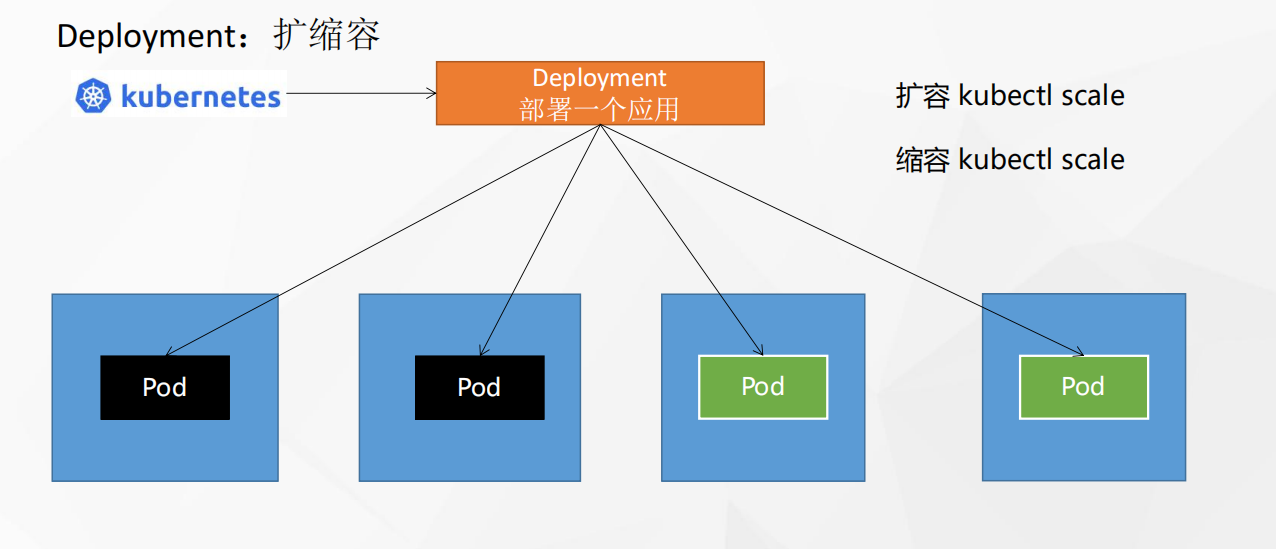 Deployment：扩缩容
kubernetes
Deployment
部署一个应用
扩容 kubectl scale
缩容 kubectl scale
Pod
Pod
Pod
Pod